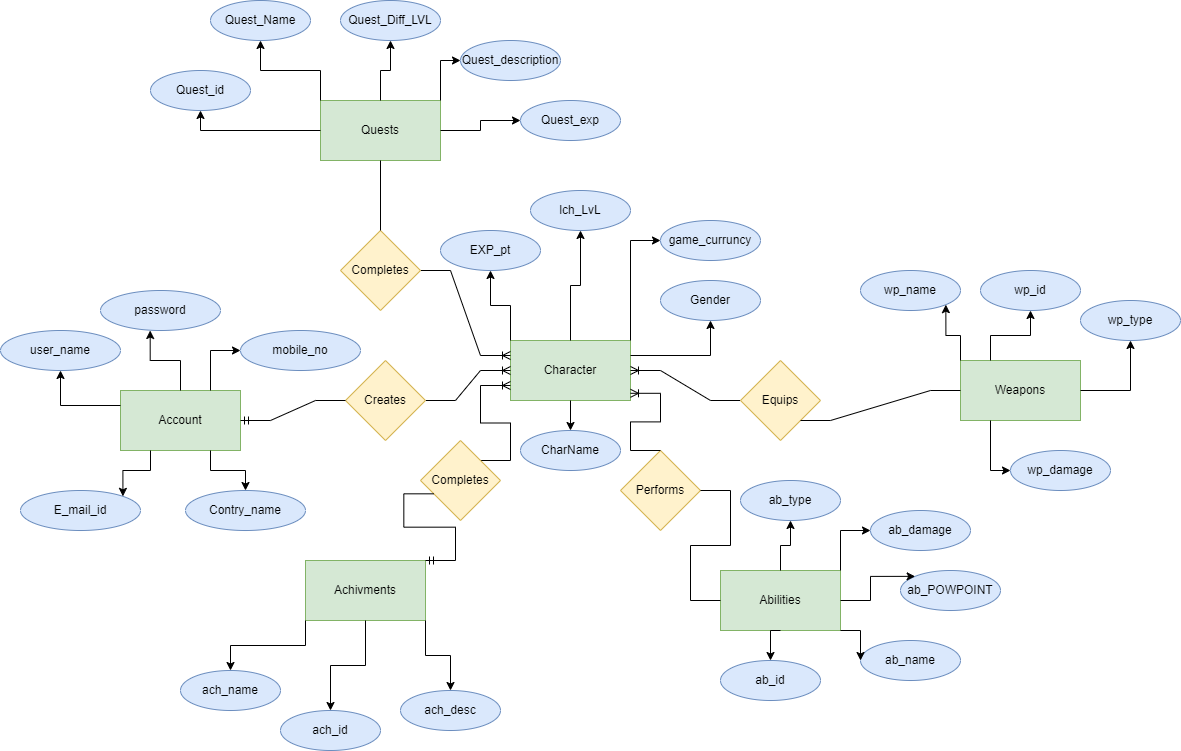 Quest_Name
Quest_Diff_LVL
Quest_description
Quest_id
Quest_exp
Quests
lch_LvL
EXP_pt
game_curruncy
Completes
Gender
wp_name
wp_id
wp_type
password
user_name
mobile_no
Character
Weapons
Creates
Equips
Account
CharName
wp_damage
Completes
Performs
ab_type
E_mail_id
Contry_name
ab_damage
Achivments
Abilities
ab_POWPOINT
ab_name
ach_name
ab_id
ach_desc
ach_id